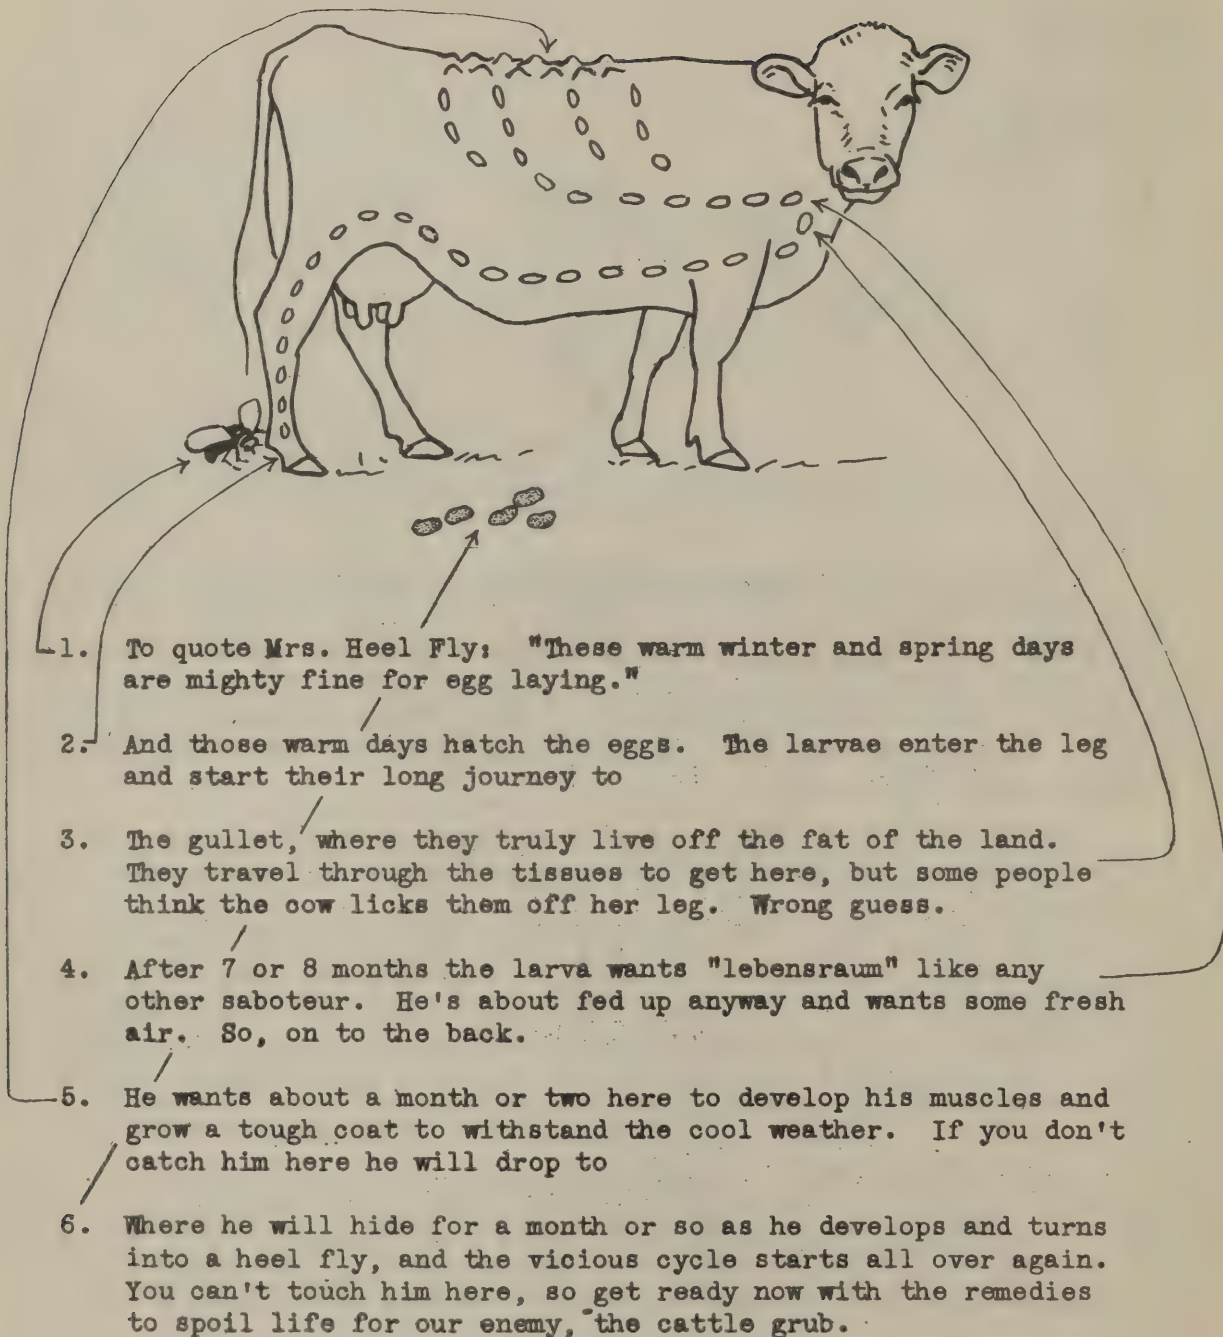 1. To quote Mrs. Heel Fly: "These warm winter and spring days
are mighty fine for egg laying."
2. And those warm days hatch the eggs. The larvae enter the leg
and start their long journey to
3. The gullet, where they truly live off the fat of the land.
They travel through the tissues to get here, but some people
think the cow licks them off her leg. Wrong guess.
4. After 7 or 8 months the larva wants "lebensraum" like any
other saboteur. He's about fed up anyway and wants some fresh
air. So, on to the back.
5. He wants about a month or two here to develop his muscles and
grow a tough coat to withstand the cool weather. If you don't
catch him here he will drop to
6. Where he will hide for a month or so as he develops and turns
into a heel fly, and the vicious cycle starts all over again.
You can't touch him here, so get ready now with the remedies
to spoil life for our enemy, the cattle grub.